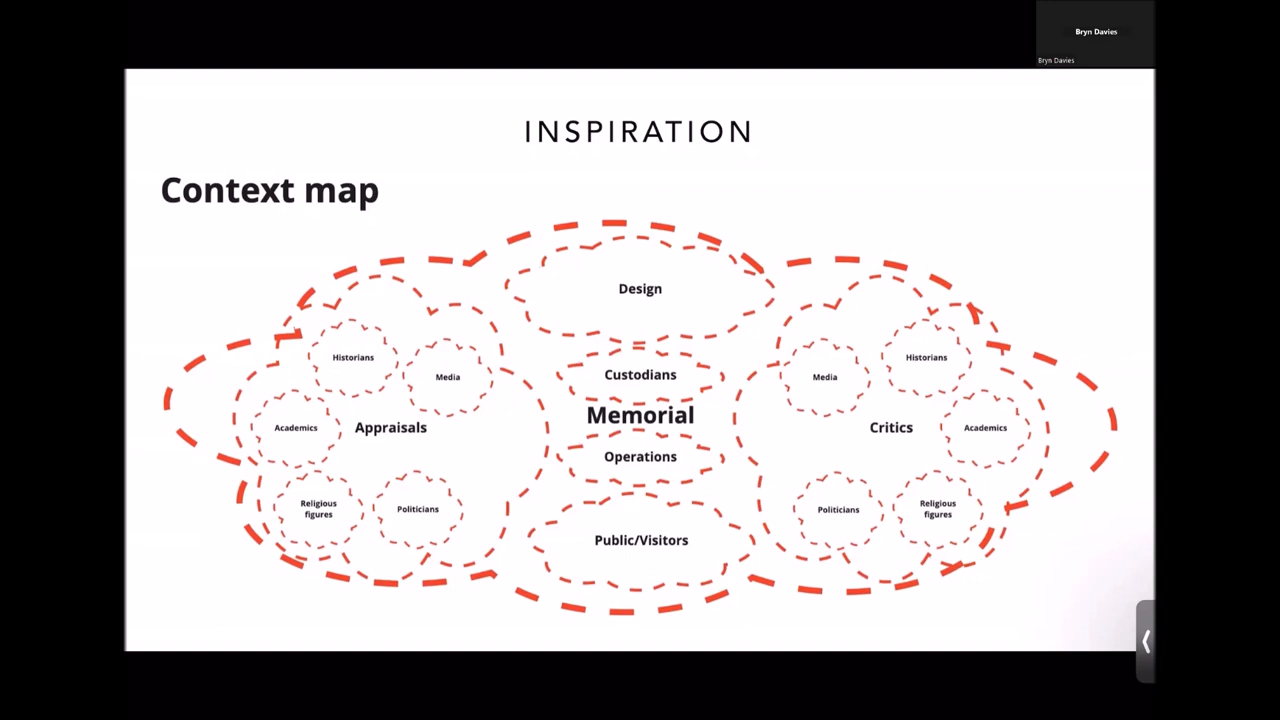 Bryn Davies
Bryn Davies
INSPIRATION
Context map
Design
Historians
Media
Academics
Appraisals
Religious
figures
Politicians
Custodians
Memorial
Operations
Public/Visitors
Media
Historians
Critics
Academics
Politicians
Religious
figures